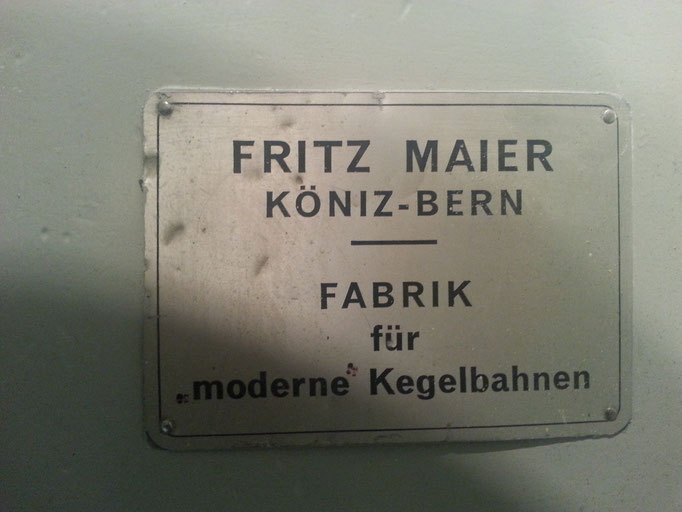 FRITZ MAIER
KÖNIZ-BERN
FABRIK
für
„moderne“ Kegelbahnen